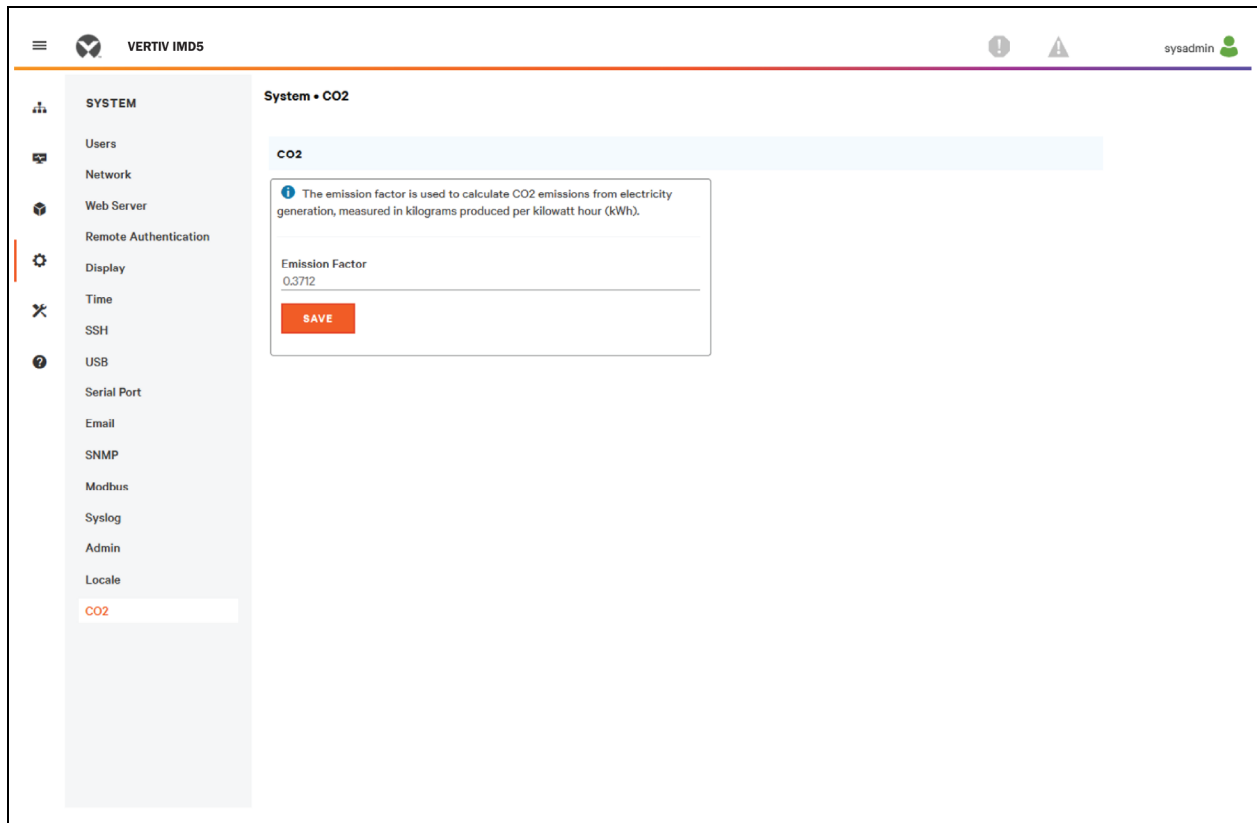 VERTIV IMD5
sysadmin
SYSTEM
Users
Network
Web Server
Remote Authentication
Display
Time
SSH
USB
Serial Port
Email
SNMP
Modbus
Syslog
Admin
Locale
CO2
System • CO2
CO2
The emission factor is used to calculate CO2 emissions from electricity
generation, measured in kilograms produced per kilowatt hour (kWh).
Emission Factor
0.3712
SAVE